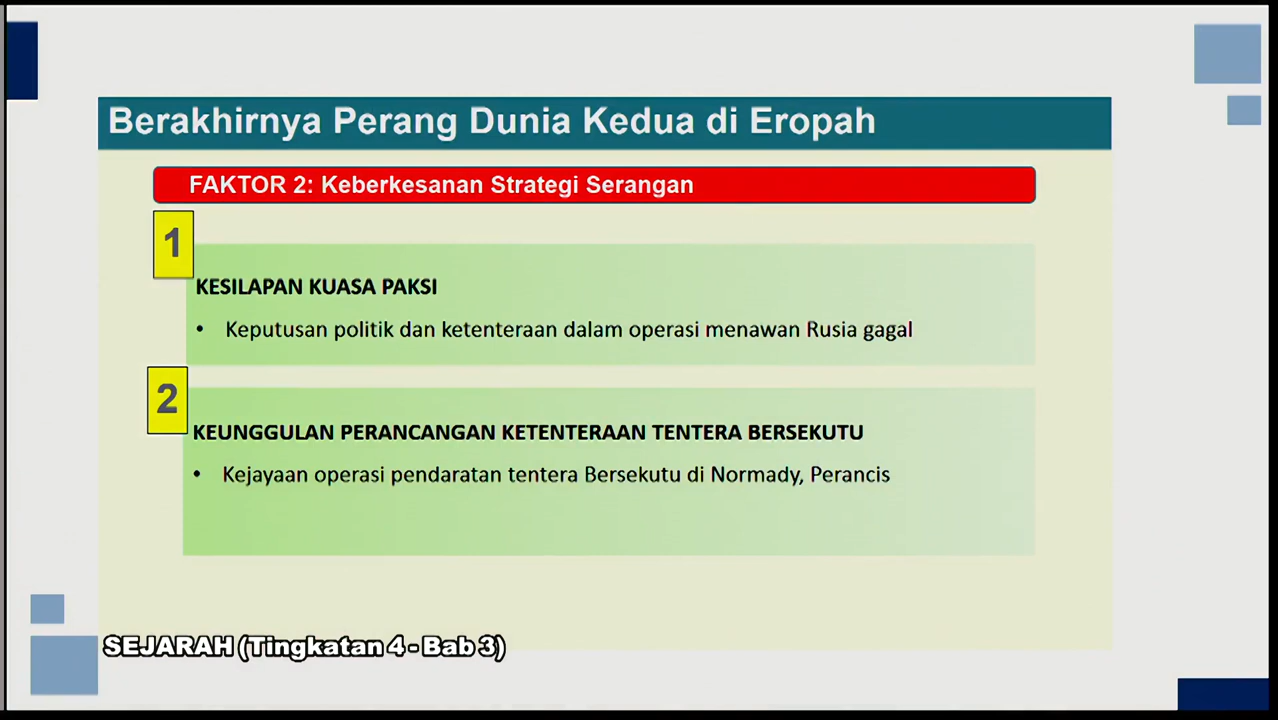 Berakhirnya Perang Dunia Kedua di Eropah
FAKTOR 2: Keberkesanan Strategi Serangan
1
KESILAPAN KUASA PAKSI
• Keputusan politik dan ketenteraan dalam operasi menawan Rusia gagal
2
KEUNGGULAN PERANCANGAN KETENTERAAN TENTERA BERSEKUTU
• Kejayaan operasi pendaratan tentera Bersekutu di Normady, Perancis
SEJARAH (Tingkatan 4 - Bab 3)